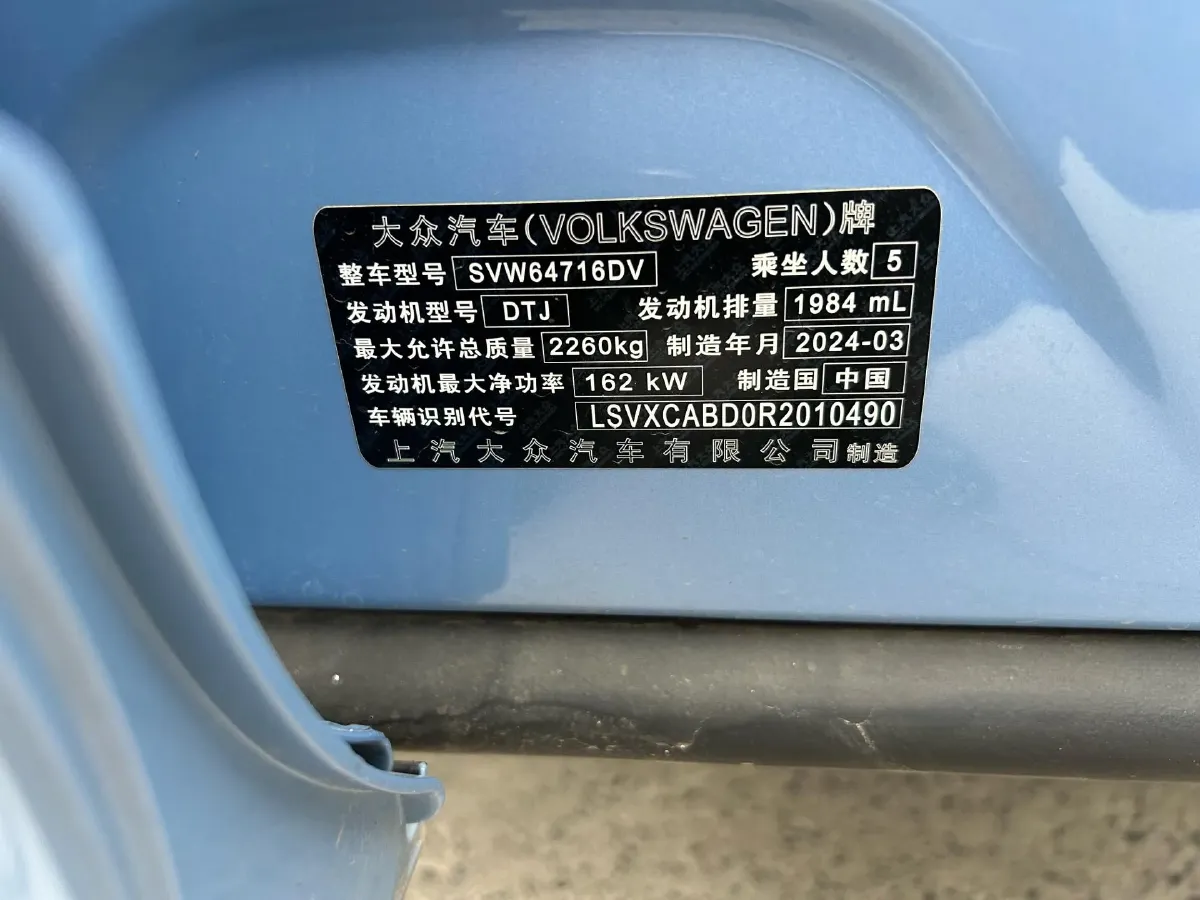 大众汽车(VOLKSWAGEN)牌
整车型号 SVW64716DV 乘坐人数 5
发动机型号 DTJ 发动机排量 1984 mL
最大允许总质量 2260kg 制造年月 2024-03
发动机最大净功率 162 kW 制造国 中国
车辆识别代号 LSVXCABD0R2010490
上汽大众汽车有限公司制造